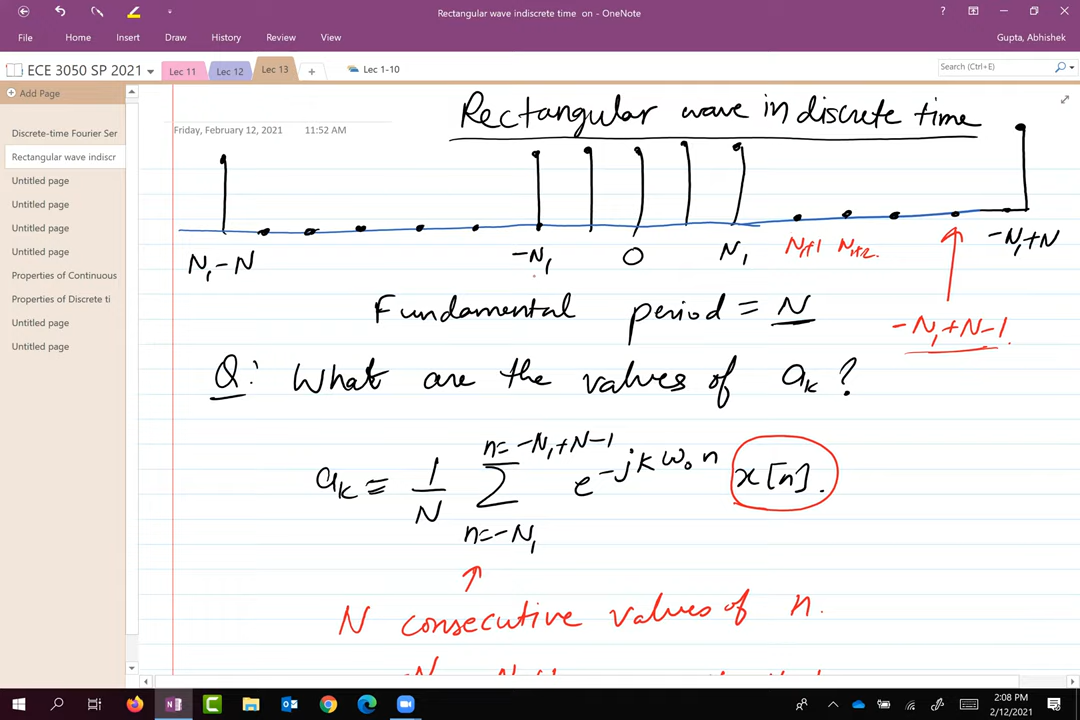 Rectangular wave indiscrete time on - OneNote
?
File Home Insert Draw History Review View
Gupta, Abhishek
ECE 3050 SP 2021
Lec 11 Lec 12 Lec 13 + Lec 1-10
Search (Ctrl+E)
Add Page
Discrete-time Fourier Ser
Rectangular wave indiscr
Untitled page
Untitled page
Untitled page
Untitled page
Untitled page
Properties of Continuous
Properties of Discrete ti
Untitled page
Untitled page
Friday, February 12, 2021 11:52 AM
Rectangular wave in discrete time
N₁-N -N₁ 0 N₁ N₁+1 N₁+2. -N₁+N
-N₁+N-1.
Fundamental period = N
Q: What are the values of aₖ?
n=-N₁+N-1
aₖ = 1/N Σ e^{-jkω₀n} x[n].
n=-N₁
N consecutive values of n.
2:08 PM
2/12/2021